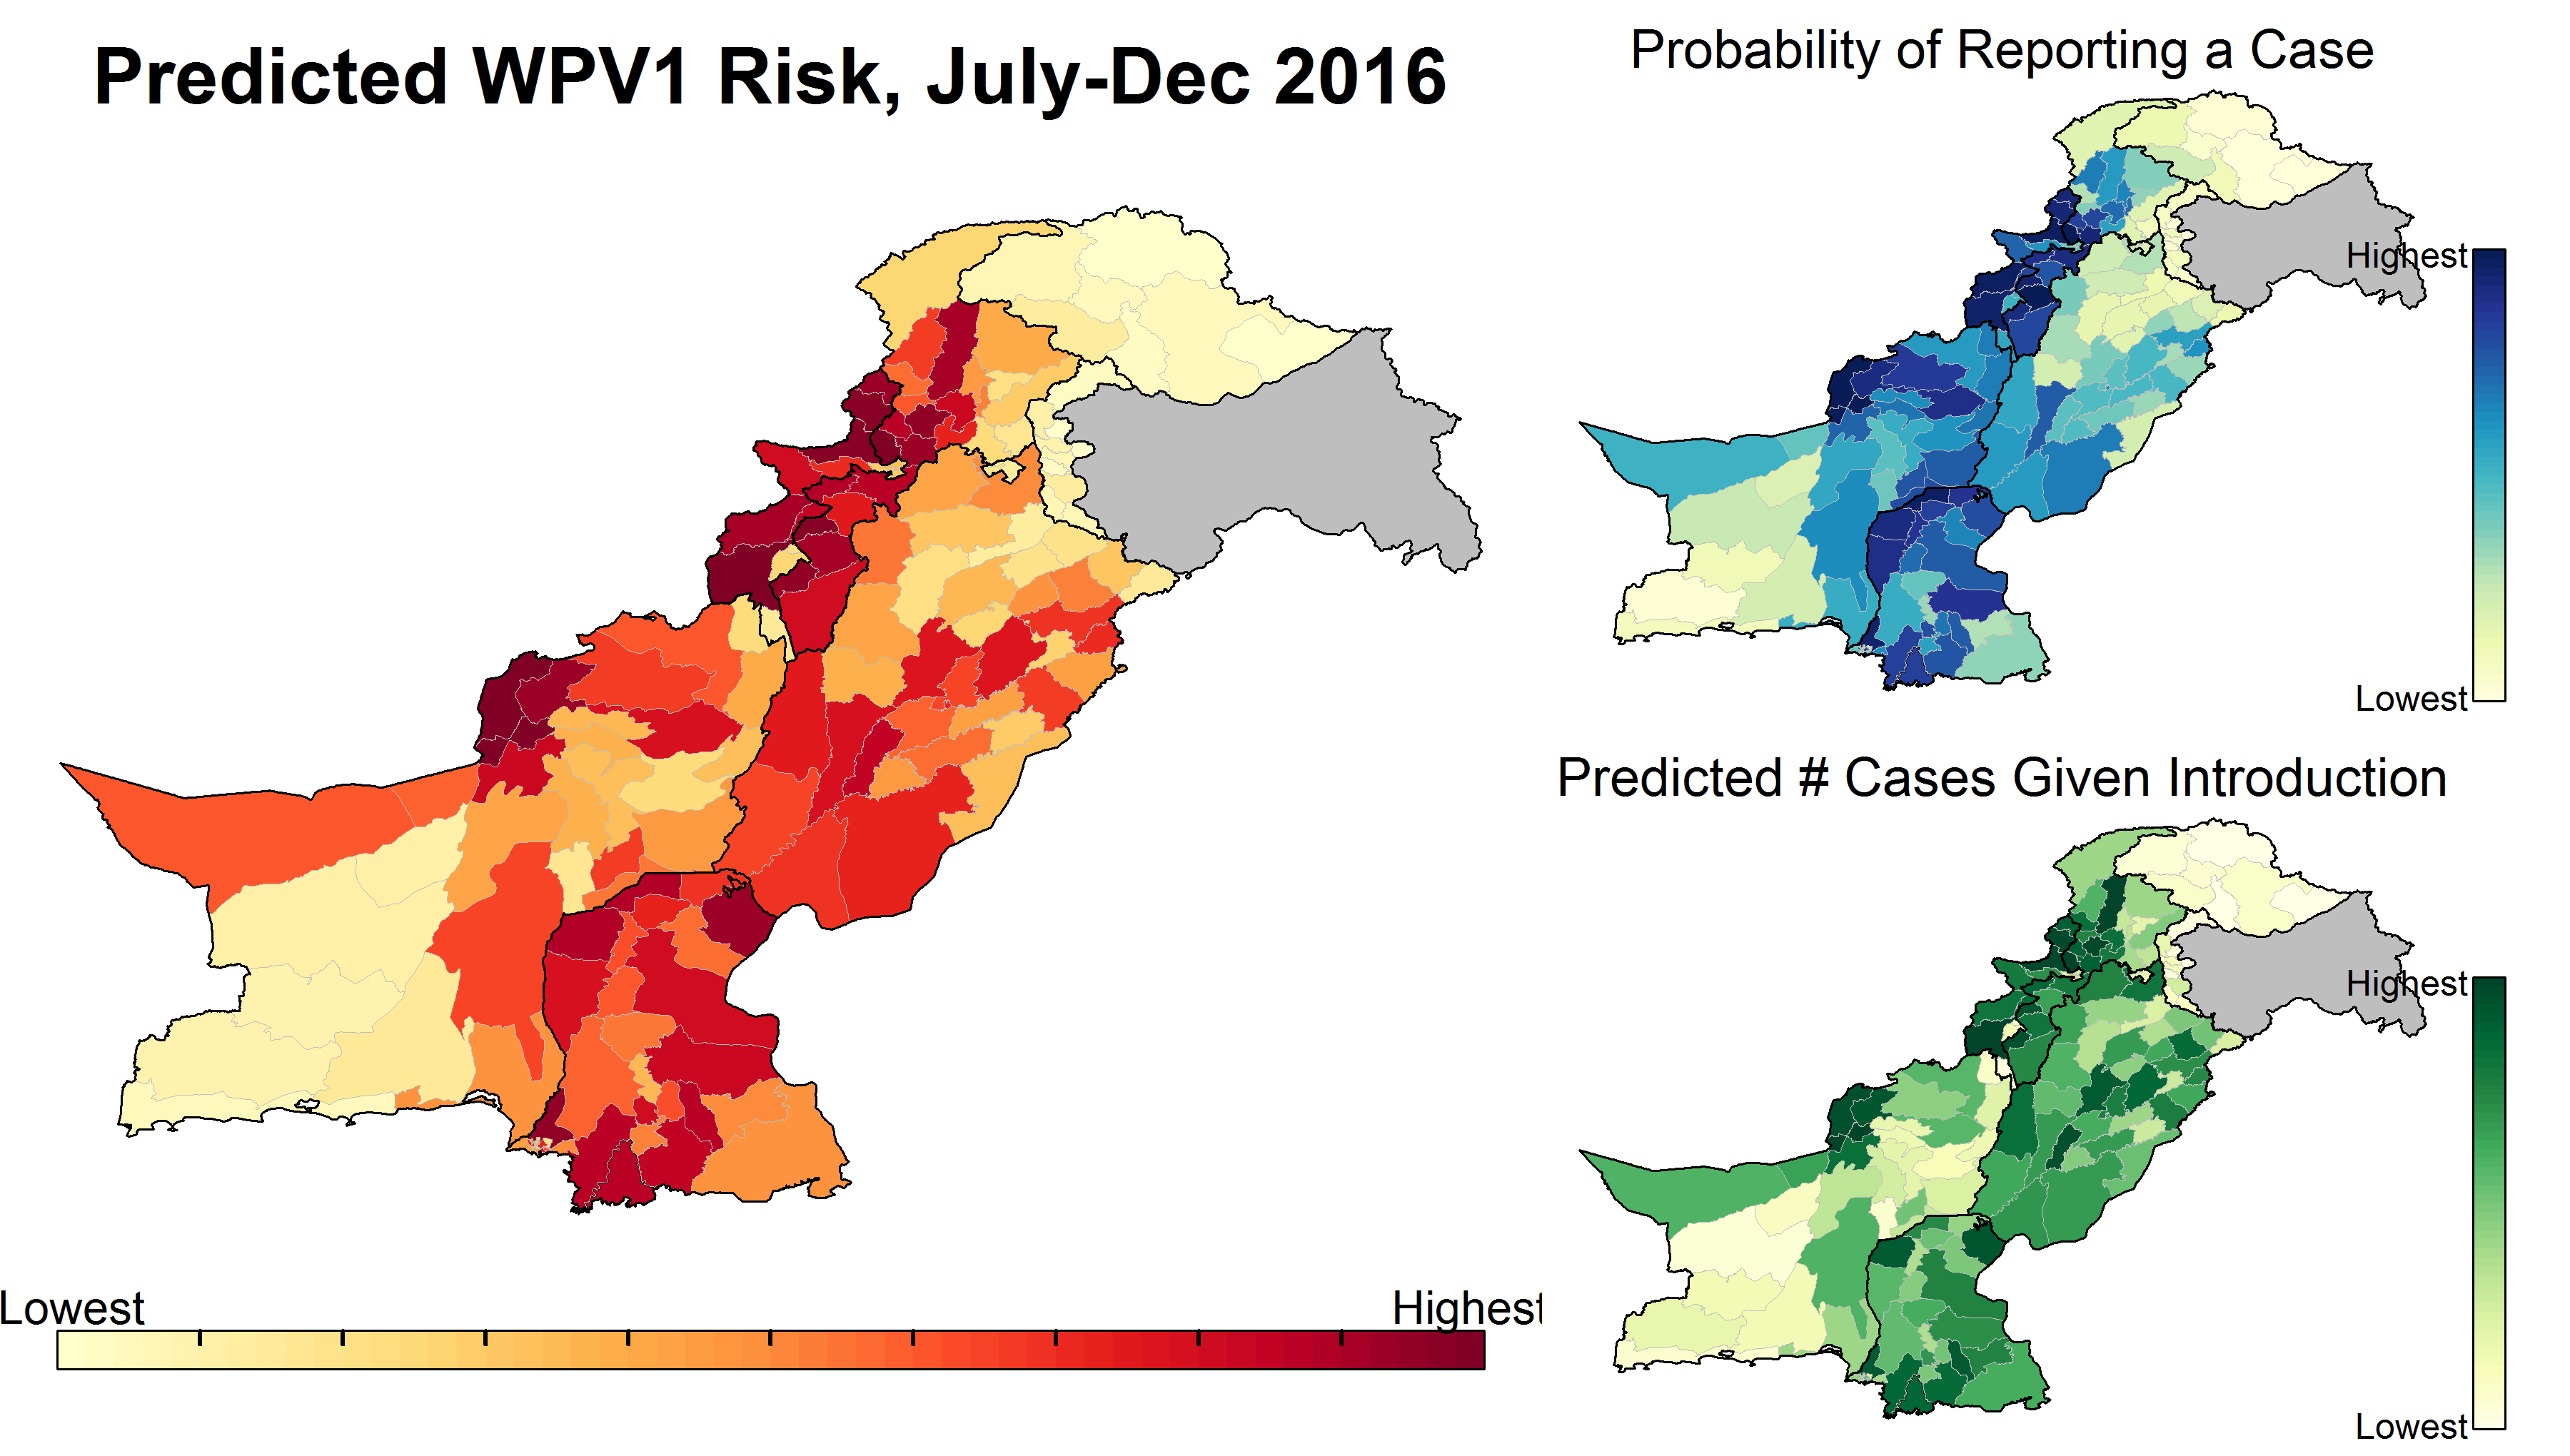 Predicted WPV1 Risk, July-Dec 2016
Lowest
Highest
Probability of Reporting a Case
Highest
Lowest
Predicted # Cases Given Introduction
Highest
Lowest